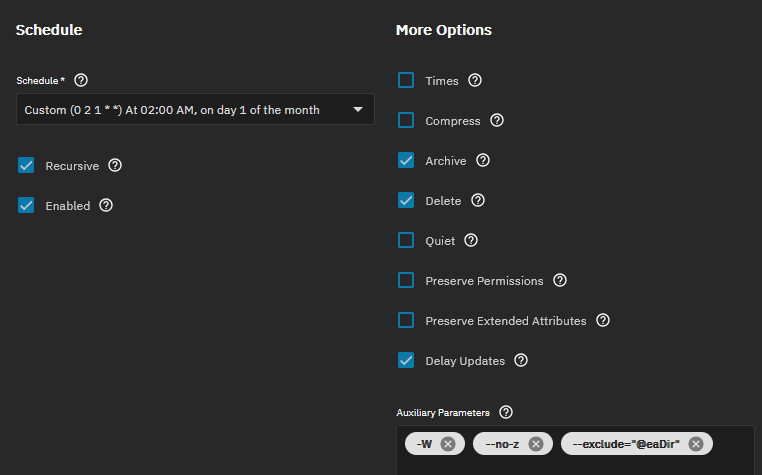 Schedule
Schedule *
Custom (0 2 1 * *) At 02:00 AM, on day 1 of the month
Recursive
Enabled
More Options
Times
Compress
Archive
Delete
Quiet
Preserve Permissions
Preserve Extended Attributes
Delay Updates
Auxiliary Parameters
-W --no-z --exclude="@eaDir"